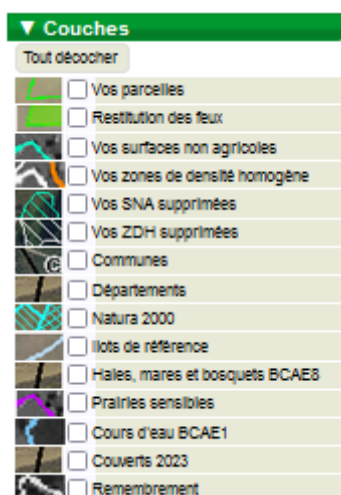 ▼ Couches
Tout décocher
Vos parcelles
Restitution des feux
Vos surfaces non agricoles
Vos zones de densité homogène
Vos SNA supprimées
Vos ZDH supprimées
© Communes
Départements
Natura 2000
Ilots de référence
Haies, mares et bosquets BCAE8
Prairies sensibles
Cours d'eau BCAE1
Couverts 2023
Remembrement